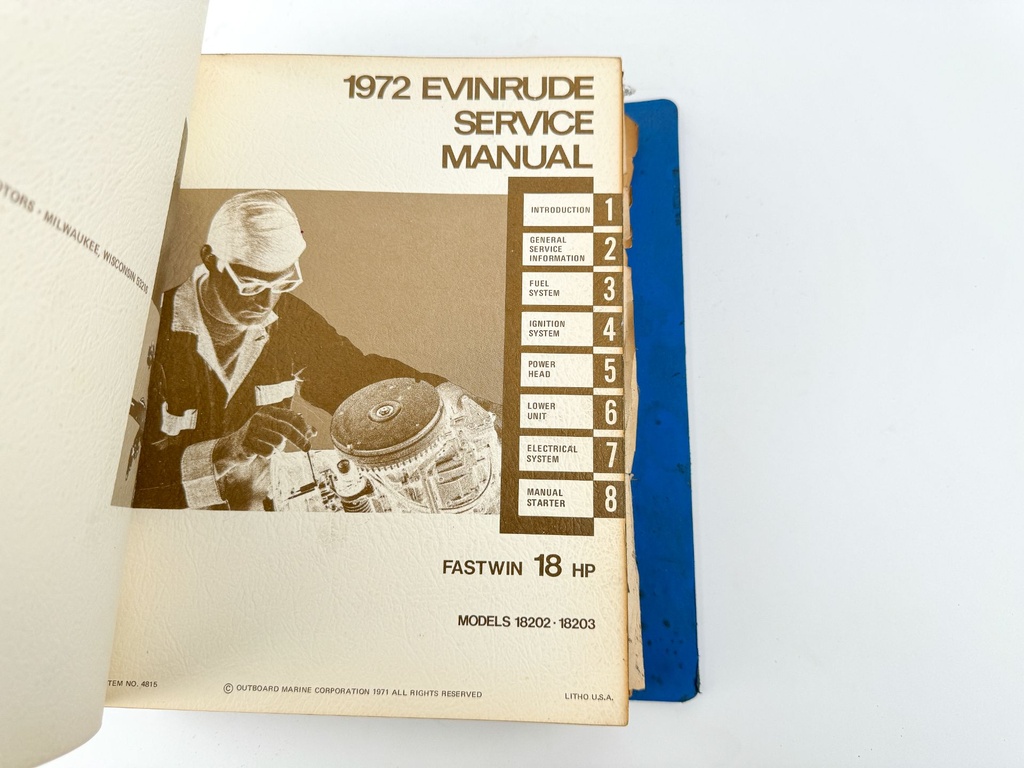 MOTORS · MILWAUKEE, WISCONSIN 53216
1972 EVINRUDE
SERVICE
MANUAL
INTRODUCTION 1
GENERAL
SERVICE
INFORMATION 2
FUEL
SYSTEM 3
IGNITION
SYSTEM 4
POWER
HEAD 5
LOWER
UNIT 6
ELECTRICAL
SYSTEM 7
MANUAL
STARTER 8
FASTWIN 18 HP
MODELS 18202 · 18203
TEM NO. 4815
© OUTBOARD MARINE CORPORATION 1971 ALL RIGHTS RESERVED
LITHO U.S.A.